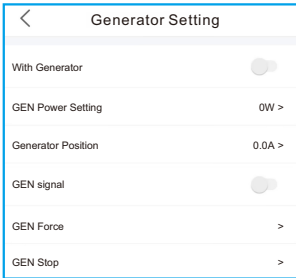 Generator Setting
With Generator
GEN Power Setting 0W >
Generator Position 0.0A >
GEN signal
GEN Force >
GEN Stop >